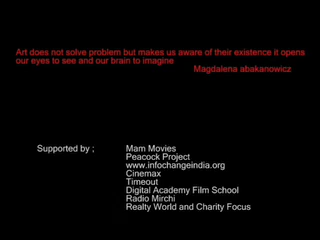 Art does not solve problem but makes us aware of their existence it opens
our eyes to see and our brain to imagine
Magdalena abakanowicz
Supported by ; Mam Movies
Peacock Project
www.infochangeindia.org
Cinemax
Timeout
Digital Academy Film School
Radio Mirchi
Realty World and Charity Focus